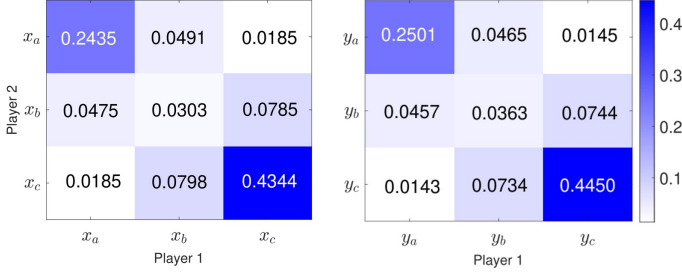 x_a 0.2435 0.0491 0.0185
x_b 0.0475 0.0303 0.0785
x_c 0.0185 0.0798 0.4344
x_a x_b x_c
Player 1
Player 2
y_a 0.2501 0.0465 0.0145
y_b 0.0457 0.0363 0.0744
y_c 0.0143 0.0734 0.4450
y_a y_b y_c
Player 1
0.4
0.3
0.2
0.1